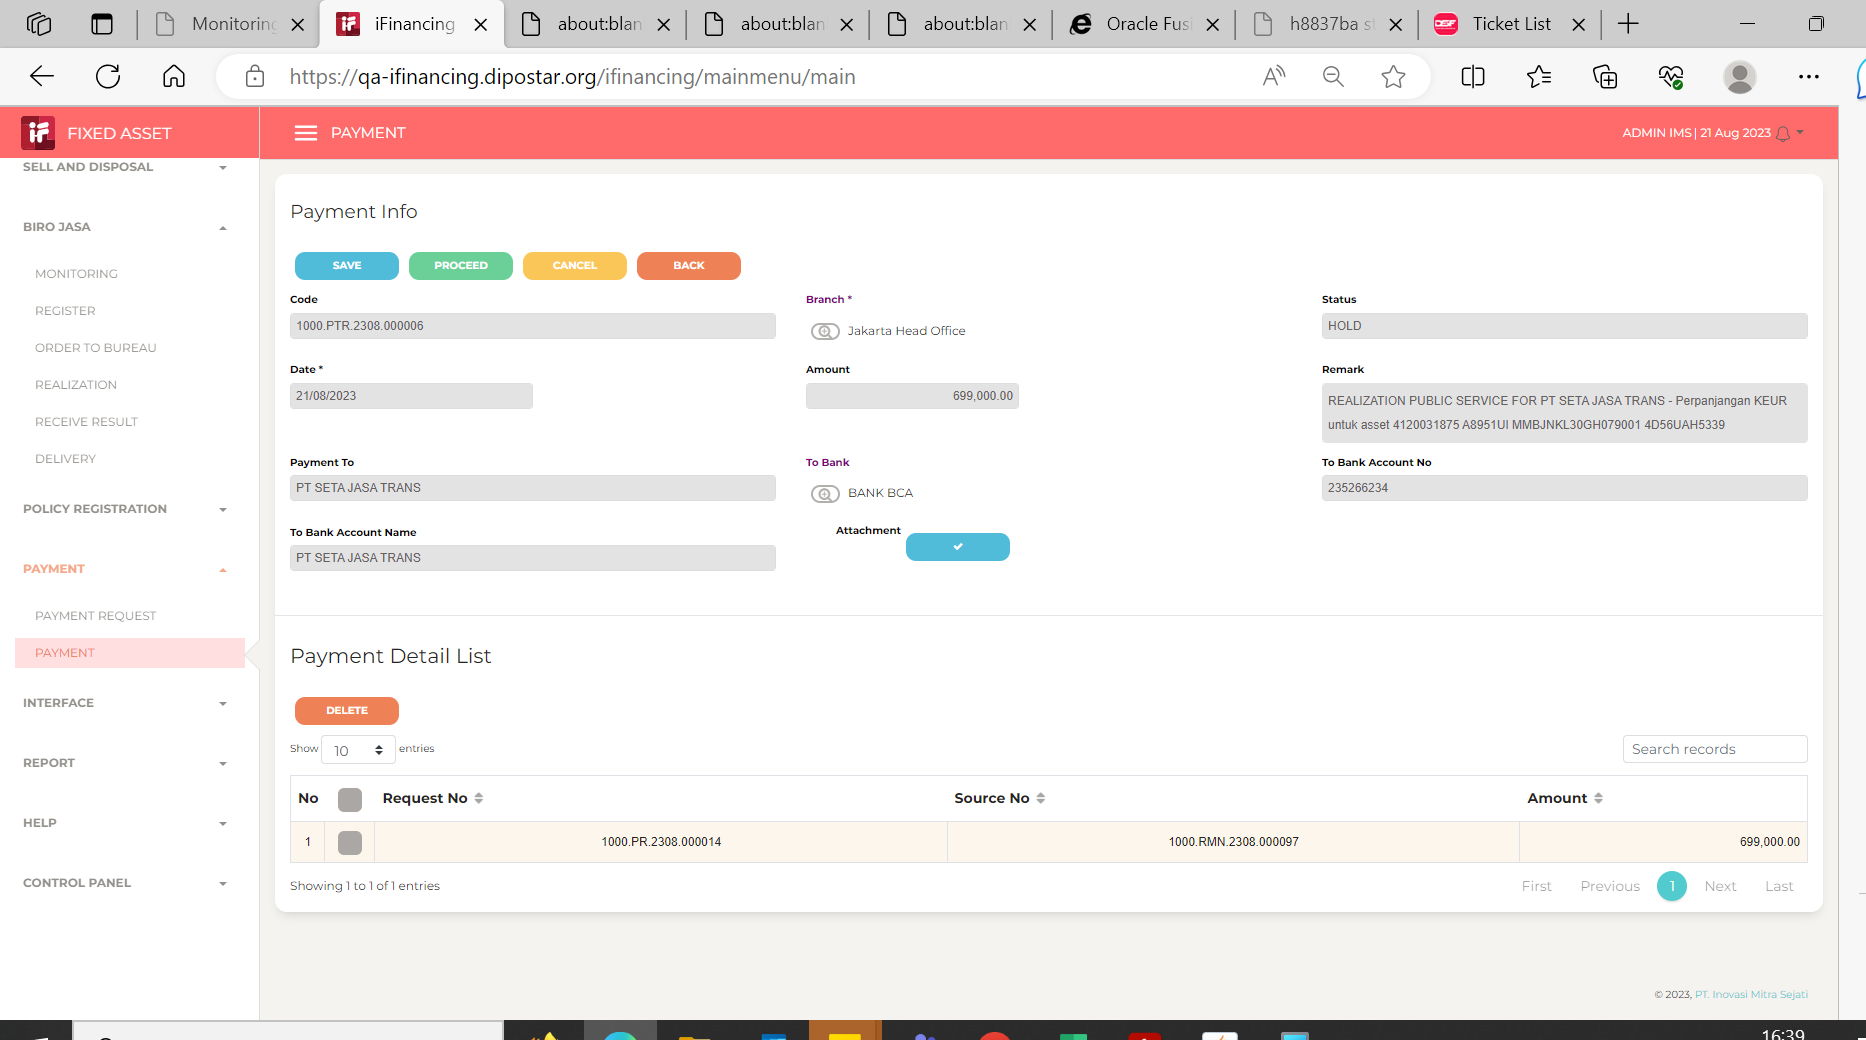 Monitoring
iFinancing
about:blan
about:blan
about:blan
Oracle Fusi
h8837ba st
Ticket List
https://qa-ifinancing.dipostar.org/ifinancing/mainmenu/main
FIXED ASSET
PAYMENT
ADMIN IMS | 21 Aug 2023
SELL AND DISPOSAL
BIRO JASA
MONITORING
REGISTER
ORDER TO BUREAU
REALIZATION
RECEIVE RESULT
DELIVERY
POLICY REGISTRATION
PAYMENT
PAYMENT REQUEST
PAYMENT
INTERFACE
REPORT
HELP
CONTROL PANEL
Payment Info
SAVE PROCEED CANCEL BACK
Code
1000.PTR.2308.000006
Branch *
Jakarta Head Office
Status
HOLD
Date *
21/08/2023
Amount
699,000.00
Remark
REALIZATION PUBLIC SERVICE FOR PT SETA JASA TRANS - Perpanjangan KEUR
untuk asset 4120031875 A8951UI MMBJNKL30GH079001 4D56UAH5339
Payment To
PT SETA JASA TRANS
To Bank
BANK BCA
To Bank Account No
235266234
To Bank Account Name
PT SETA JASA TRANS
Attachment
Payment Detail List
DELETE
Show 10 entries
Search records
No Request No Source No Amount
1 1000.PR.2308.000014 1000.RMN.2308.000097 699,000.00
Showing 1 to 1 of 1 entries
First Previous 1 Next Last
© 2023, PT. Inovasi Mitra Sejati
16:39